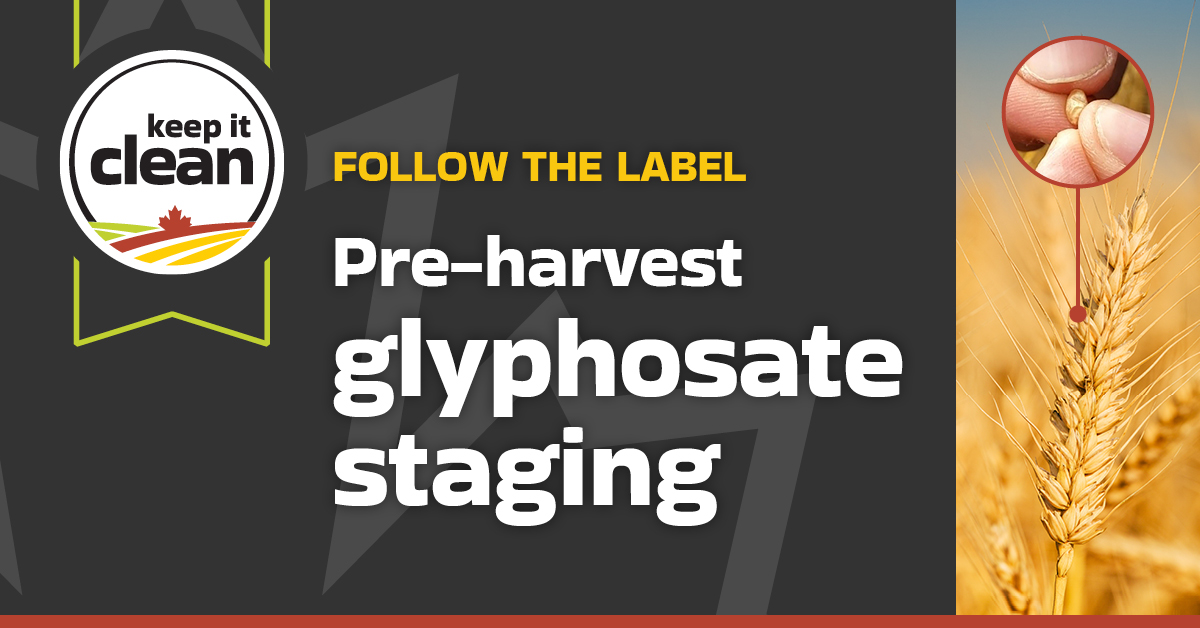 keep it
clean
FOLLOW THE LABEL
Pre-harvest
glyphosate
staging